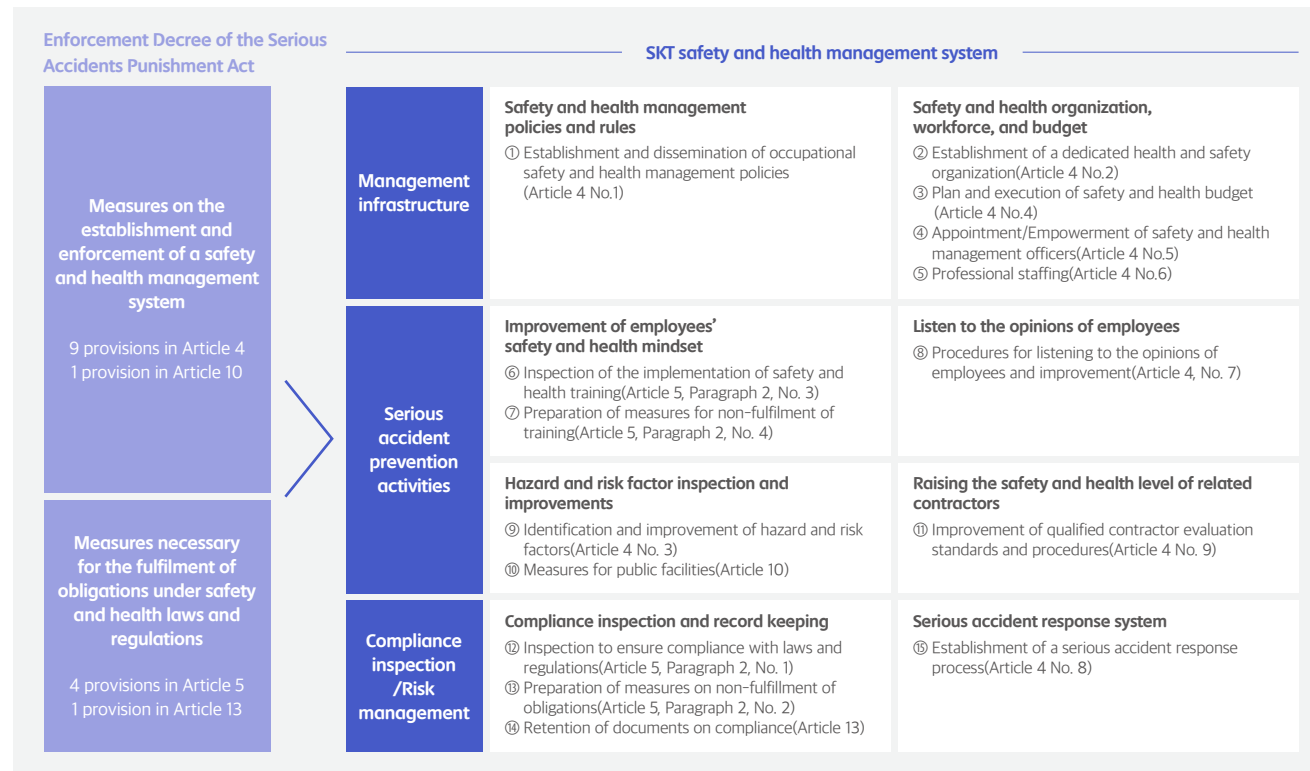 Enforcement Decree of the Serious
Accidents Punishment Act
SKT safety and health management system
Measures on the
establishment and
enforcement of a safety
and health management
system
9 provisions in Article 4
1 provision in Article 10
Measures necessary
for the fulfilment of
obligations under safety
and health laws and
regulations
4 provisions in Article 5
1 provision in Article 13
Management
infrastructure
Safety and health management
policies and rules
① Establishment and dissemination of occupational
safety and health management policies
(Article 4 No.1)
Safety and health organization,
workforce, and budget
② Establishment of a dedicated health and safety
organization(Article 4 No.2)
③ Plan and execution of safety and health budget
(Article 4 No.4)
④ Appointment/Empowerment of safety and health
management officers(Article 4 No.5)
⑤ Professional staffing(Article 4 No.6)
Serious
accident
prevention
activities
Improvement of employees’
safety and health mindset
⑥ Inspection of the implementation of safety and
health training(Article 5, Paragraph 2, No. 3)
⑦ Preparation of measures for non-fulfilment of
training(Article 5, Paragraph 2, No. 4)
Listen to the opinions of employees
⑧ Procedures for listening to the opinions of
employees and improvement(Article 4, No. 7)
Hazard and risk factor inspection and
improvements
⑨ Identification and improvement of hazard and risk
factors(Article 4 No. 3)
⑩ Measures for public facilities(Article 10)
Raising the safety and health level of related
contractors
⑪ Improvement of qualified contractor evaluation
standards and procedures(Article 4 No. 9)
Compliance
inspection
/Risk
management
Compliance inspection and record keeping
⑫ Inspection to ensure compliance with laws and
regulations(Article 5, Paragraph 2, No. 1)
⑬ Preparation of measures on non-fulfillment of
obligations(Article 5, Paragraph 2, No. 2)
⑭ Retention of documents on compliance(Article 13)
Serious accident response system
⑮ Establishment of a serious accident response
process(Article 4 No. 8)